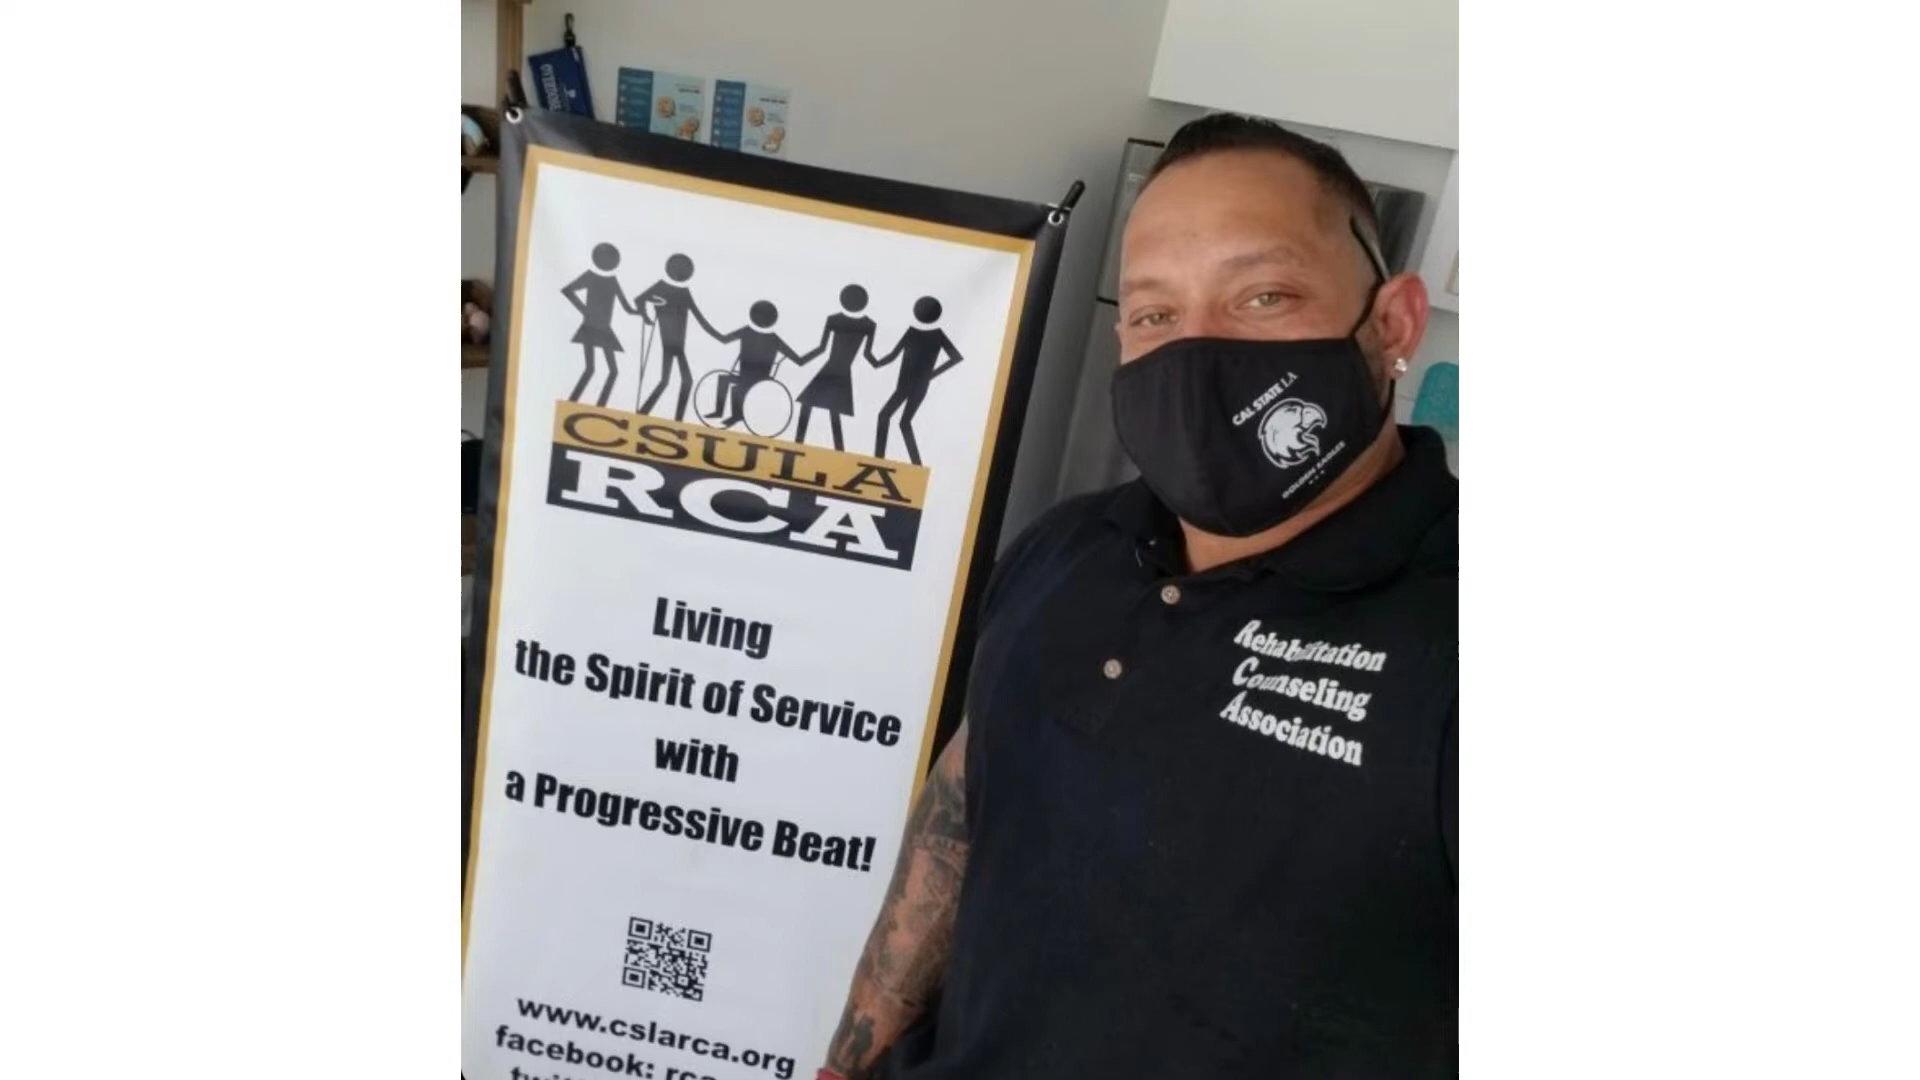 CSULA
RCA
Living
the Spirit of Service
with
a Progressive Beat!
www.cslarca.org
facebook:
CAL STATE LA
GOLDEN EAGLES
Rehabilitation
Counseling
Association